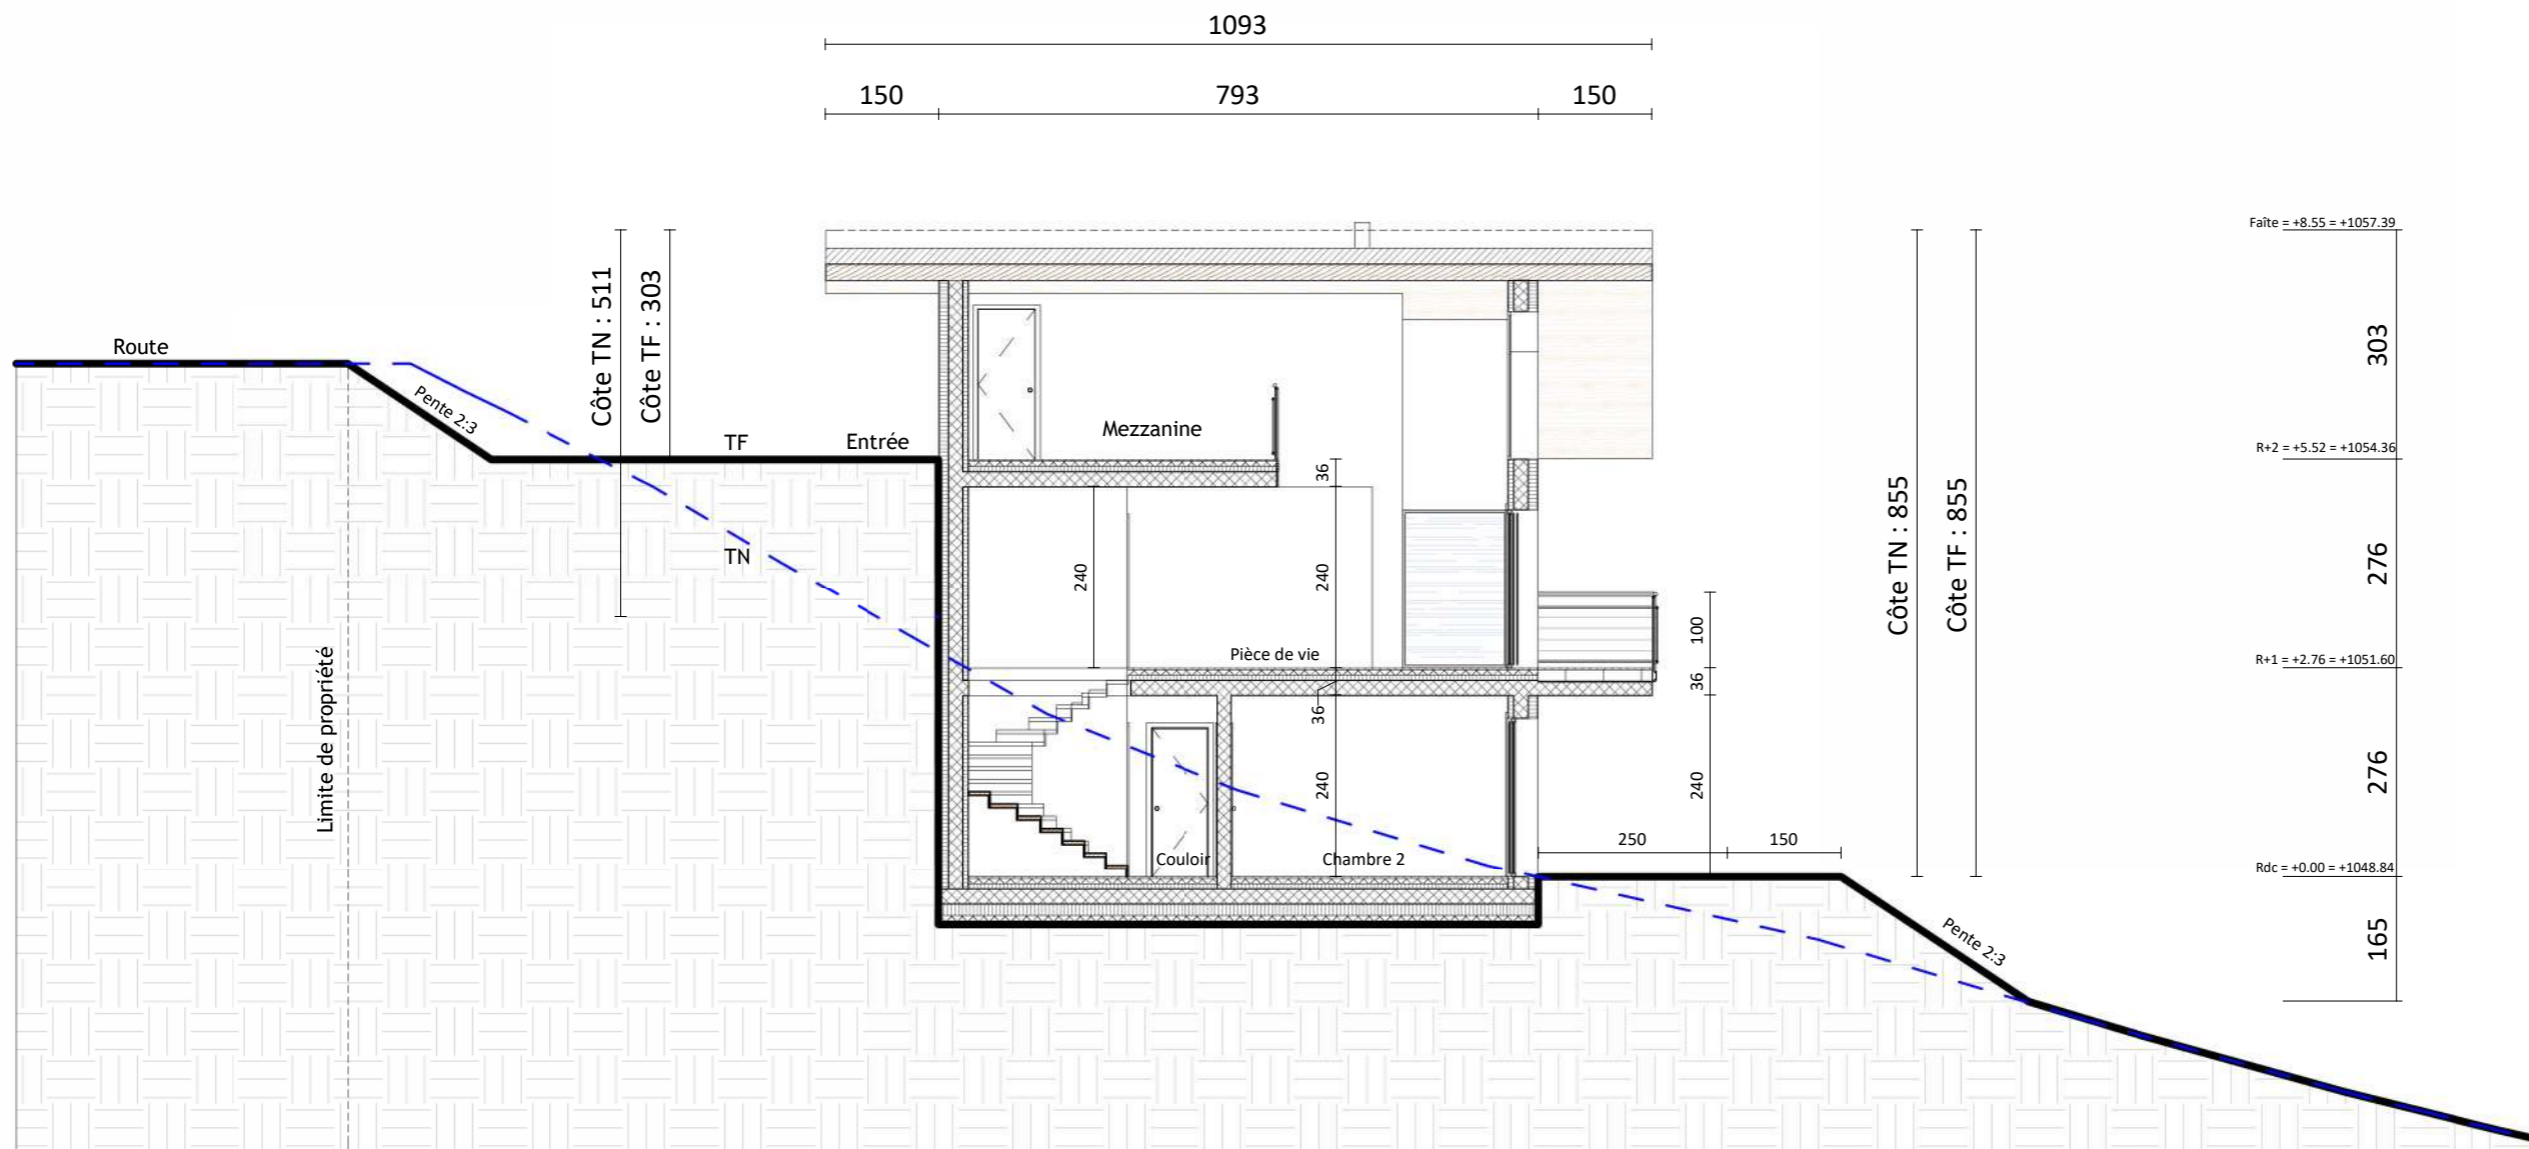 1093
150
793
150
Faîte = +8.55 = +1057.39
Côte TN : 511
Côte TF : 303
Route
Pente 2:3
TF
Entrée
Mezzanine
303
R+2 = +5.52 = +1054.36
36
Côte TN : 855
Côte TF : 855
TN
240
240
276
100
Pièce de vie
R+1 = +2.76 = +1051.60
36
36
Limite de propriété
240
240
276
250
150
Couloir
Chambre 2
Rdc = +0.00 = +1048.84
Pente 2:3
165